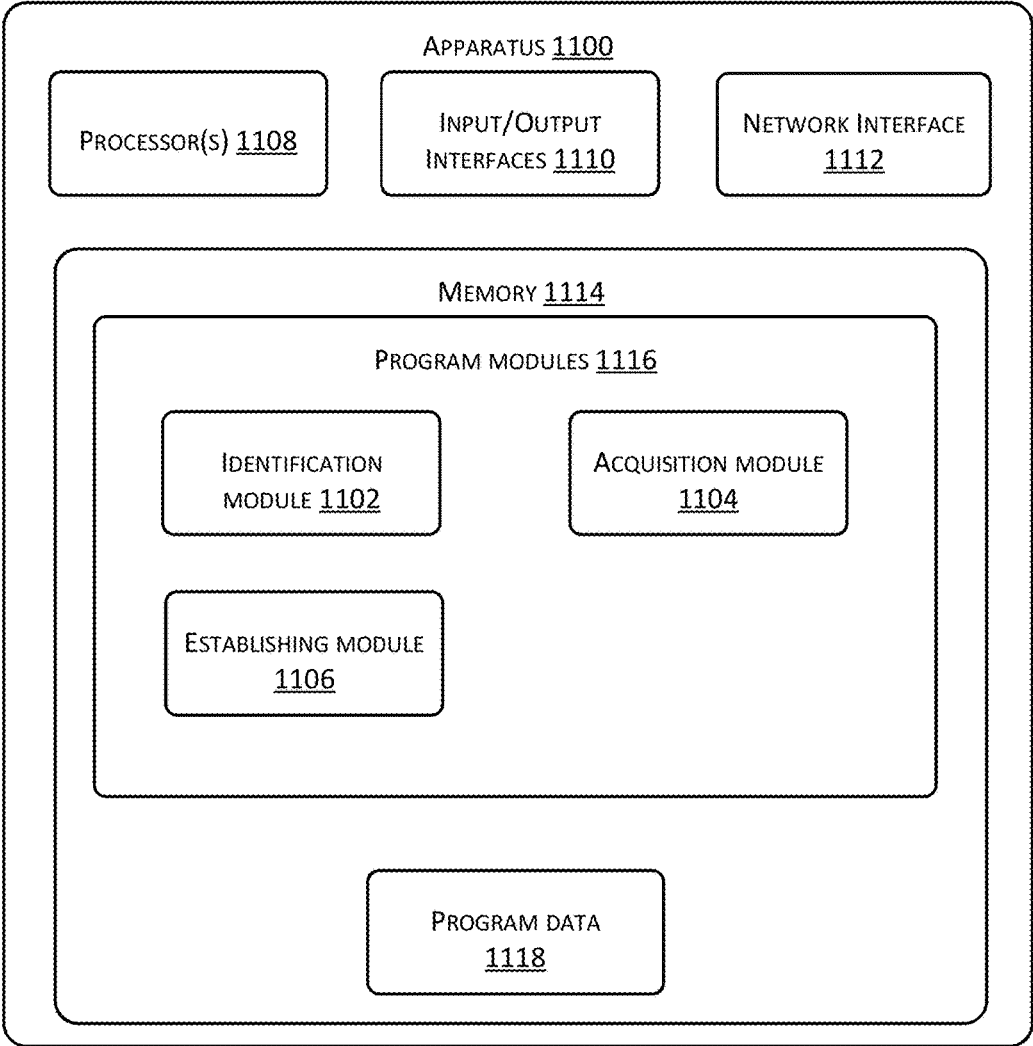 APPARATUS 1100
PROCESSOR(S) 1108
INPUT/OUTPUT
INTERFACES 1110
NETWORK INTERFACE
1112
MEMORY 1114
PROGRAM MODULES 1116
IDENTIFICATION
MODULE 1102
ACQUISITION MODULE
1104
ESTABLISHING MODULE
1106
PROGRAM DATA
1118